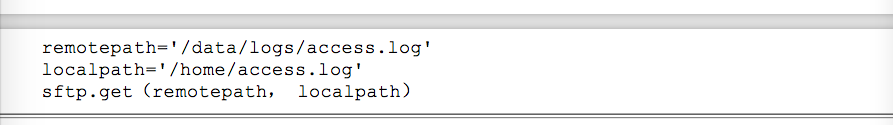 remotepath='/data/logs/access.log'
localpath='/home/access.log'
sftp.get（remotepath， localpath）